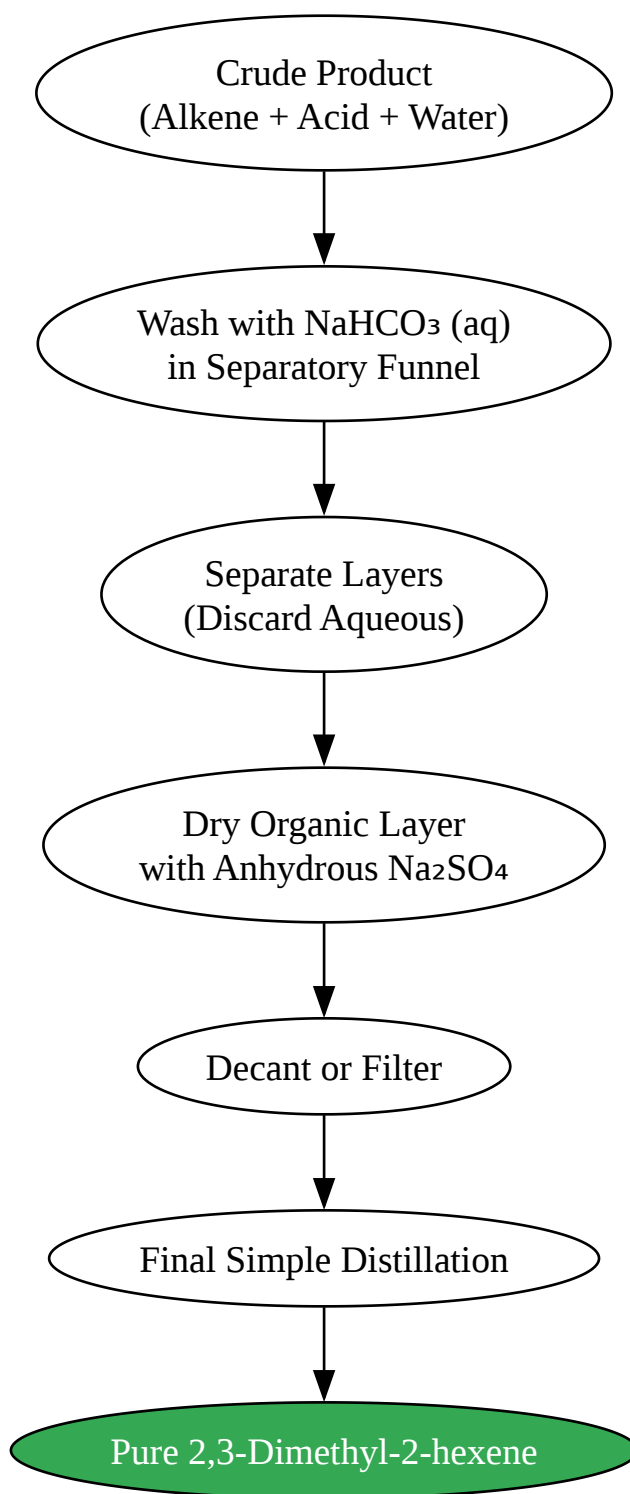 Crude Product
(Alkene + Acid + Water)
Wash with NaHCO₃ (aq)
in Separatory Funnel
Separate Layers
(Discard Aqueous)
Dry Organic Layer
with Anhydrous Na₂SO₄
Decant or Filter
Final Simple Distillation
Pure 2,3-Dimethyl-2-hexene